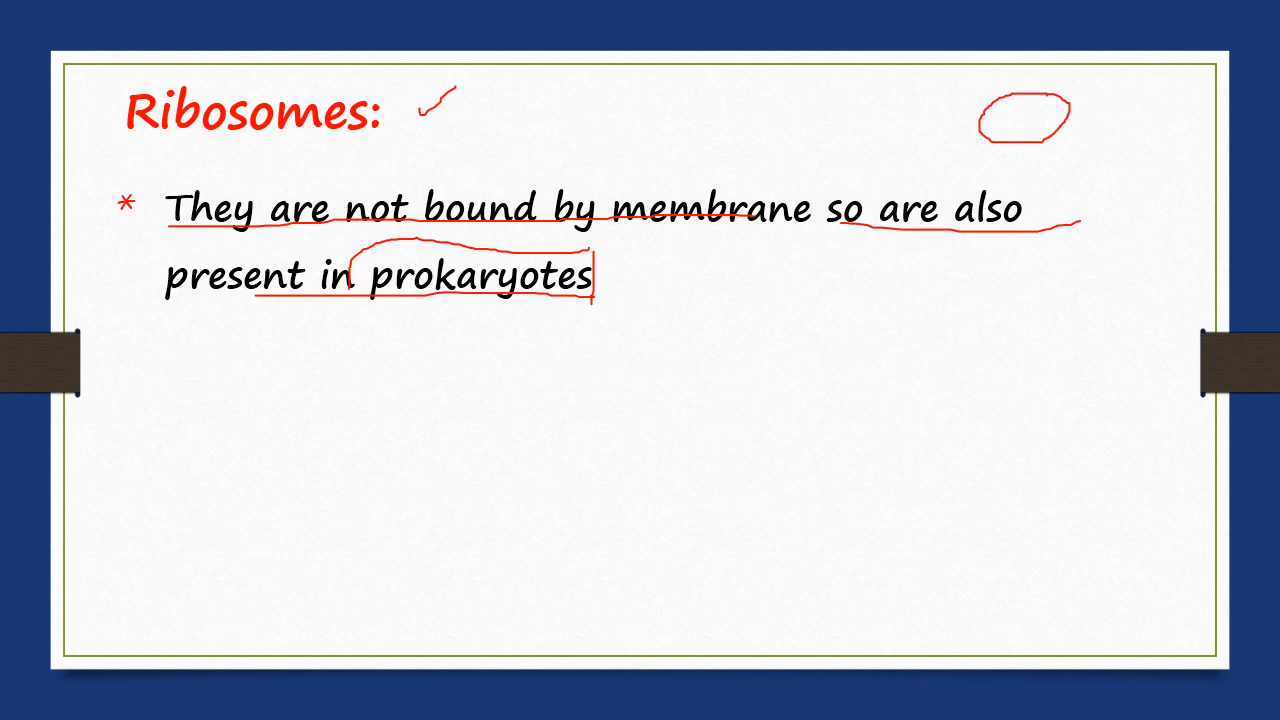 Ribosomes:
* They are not bound by membrane so are also
present in prokaryotes